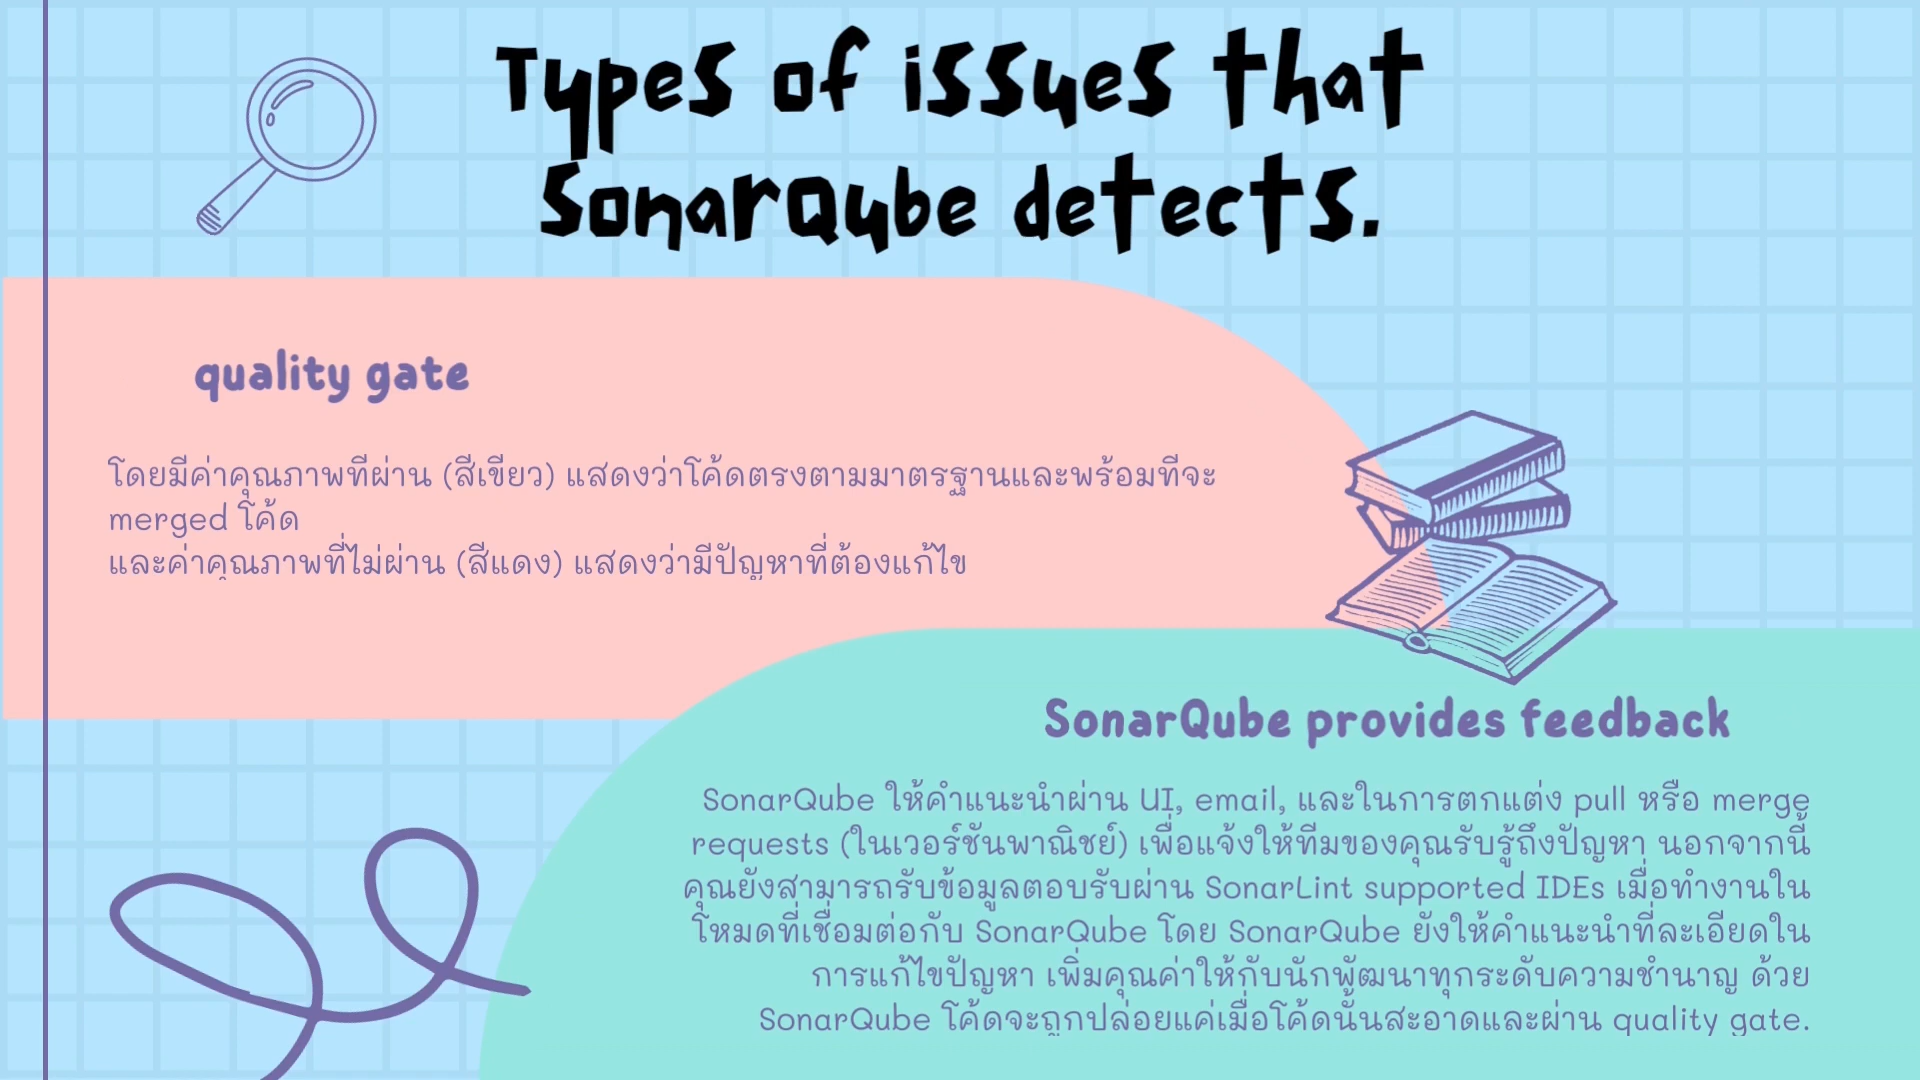 Types of issues that
SonarQube detects.
quality gate
โดยมีค่าคุณภาพที่ผ่าน (สีเขียว) แสดงว่าโค้ดตรงตามมาตรฐานและพร้อมที่จะ
merged โค้ด
และค่าคุณภาพที่ไม่ผ่าน (สีแดง) แสดงว่ามีปัญหาที่ต้องแก้ไข
SonarQube provides feedback
SonarQube ให้คำแนะนำผ่าน UI, email, และในการตกแต่ง pull หรือ merge
requests (ในเวอร์ชันพาณิชย์) เพื่อแจ้งให้ทีมของคุณรับรู้ถึงปัญหา นอกจากนี้
คุณยังสามารถรับข้อมูลตอบรับผ่าน SonarLint supported IDEs เมื่อทำงานใน
โหมดที่เชื่อมต่อกับ SonarQube โดย SonarQube ยังให้คำแนะนำที่ละเอียดใน
การแก้ไขปัญหา เพิ่มคุณค่าให้กับนักพัฒนาทุกระดับความชำนาญ ด้วย
SonarQube โค้ดจะถูกปล่อยแค่เมื่อโค้ดนั้นสะอาดและผ่าน quality gate.